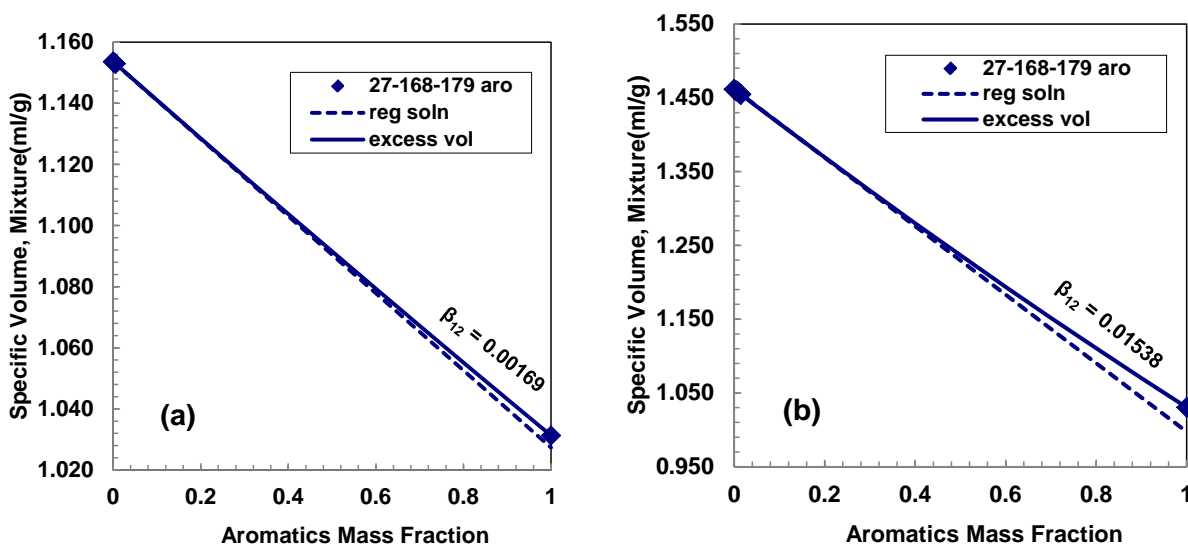 1.160
1.140
1.120
1.100
1.080
1.060
1.040
1.020
Specific Volume, Mixture(ml/g)
27-168-179 aro
reg soln
excess vol
β12 = 0.00169
(a)
0 0.2 0.4 0.6 0.8 1
Aromatics Mass Fraction
1.550
1.450
1.350
1.250
1.150
1.050
0.950
Specific Volume, Mixture(ml/g)
27-168-179 aro
reg soln
excess vol
β12 = 0.01538
(b)
0 0.2 0.4 0.6 0.8 1
Aromatics Mass Fraction